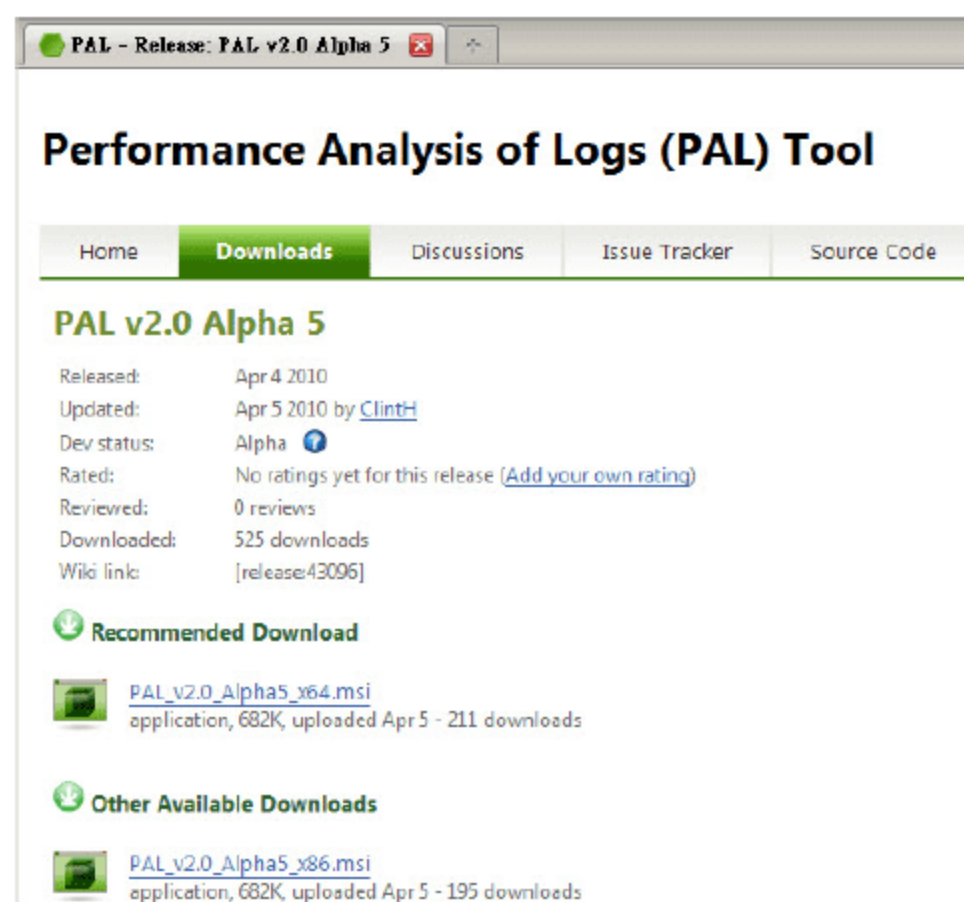 PAL - Release: PAL v2.0 Alpha 5
Performance Analysis of Logs (PAL) Tool
Home Downloads Discussions Issue Tracker Source Code
PAL v2.0 Alpha 5
Released: Apr 4 2010
Updated: Apr 5 2010 by ClintH
Dev status: Alpha
Rated: No ratings yet for this release (Add your own rating)
Reviewed: 0 reviews
Downloaded: 525 downloads
Wiki link: [release:43096]
Recommended Download
PAL_v2.0_Alpha5_x64.msi
application, 682K, uploaded Apr 5 - 211 downloads
Other Available Downloads
PAL_v2.0_Alpha5_x86.msi
application, 682K, uploaded Apr 5 - 195 downloads